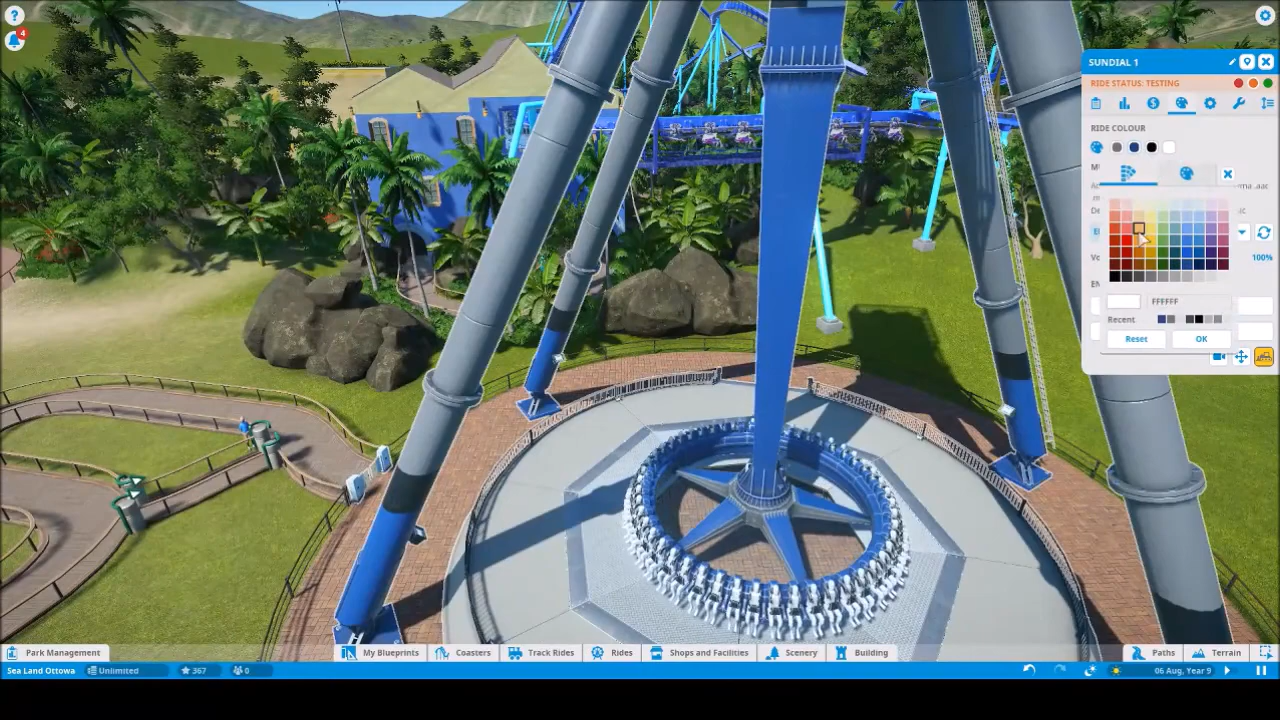 ?
4
SUNDIAL 1
RIDE STATUS: TESTING
RIDE COLOUR
100%
FFFFFF
Recent
Reset OK
Park Management My Blueprints Coasters Track Rides Rides Shops and Facilities Scenery Building Paths Terrain
Sea Land Ottowa Unlimited 367 0 06 Aug, Year 9